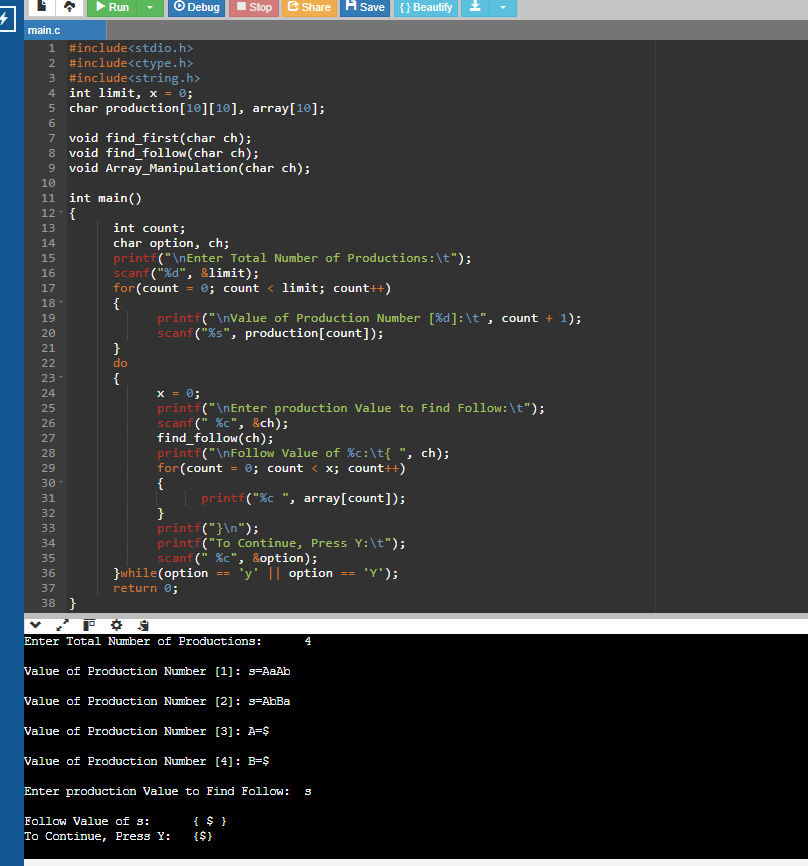 Run Debug Stop Share Save {} Beautify
main.c
1 #include<stdio.h>
2 #include<ctype.h>
3 #include<string.h>
4 int limit, x = 0;
5 char production[10][10], array[10];
6
7 void find_first(char ch);
8 void find_follow(char ch);
9 void Array_Manipulation(char ch);
10
11 int main()
12 {
13 int count;
14 char option, ch;
15 printf("\nEnter Total Number of Productions:\t");
16 scanf("%d", &limit);
17 for(count = 0; count < limit; count++)
18 {
19 printf("\nValue of Production Number [%d]:\t", count + 1);
20 scanf("%s", production[count]);
21 }
22 do
23 {
24 x = 0;
25 printf("\nEnter production Value to Find Follow:\t");
26 scanf(" %c", &ch);
27 find_follow(ch);
28 printf("\nFollow Value of %c:\t{ ", ch);
29 for(count = 0; count < x; count++)
30 {
31 printf("%c ", array[count]);
32 }
33 printf("}\n");
34 printf("To Continue, Press Y:\t");
35 scanf(" %c", &option);
36 }while(option == 'y' || option == 'Y');
37 return 0;
38 }
Enter Total Number of Productions: 4
Value of Production Number [1]: s=AaAb
Value of Production Number [2]: s=AbBa
Value of Production Number [3]: A=$
Value of Production Number [4]: B=$
Enter production Value to Find Follow: s
Follow Value of s: { $ }
To Continue, Press Y: {$}